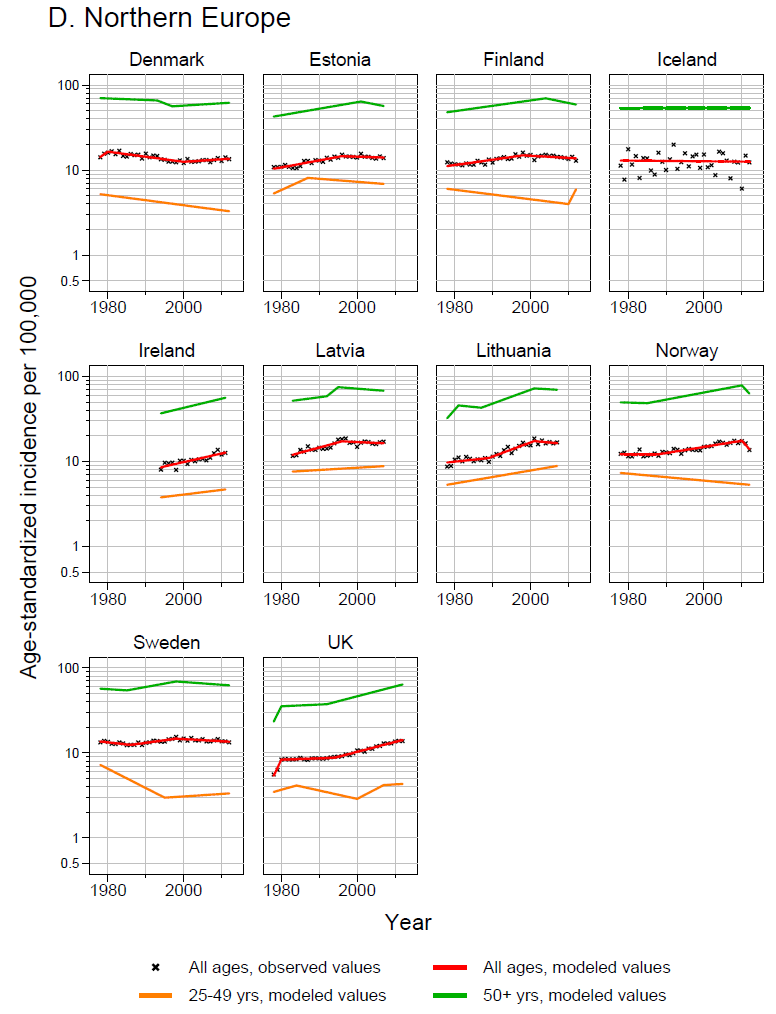 D. Northern Europe
Denmark Estonia Finland Iceland
100
10
1
0.5
1980 2000 1980 2000 1980 2000 1980 2000
Ireland Latvia Lithuania Norway
100
10
1
0.5
1980 2000 1980 2000 1980 2000 1980 2000
Sweden UK
100
10
1
0.5
1980 2000 1980 2000
Age-standardized incidence per 100,000
Year
All ages, observed values All ages, modeled values
25-49 yrs, modeled values 50+ yrs, modeled values